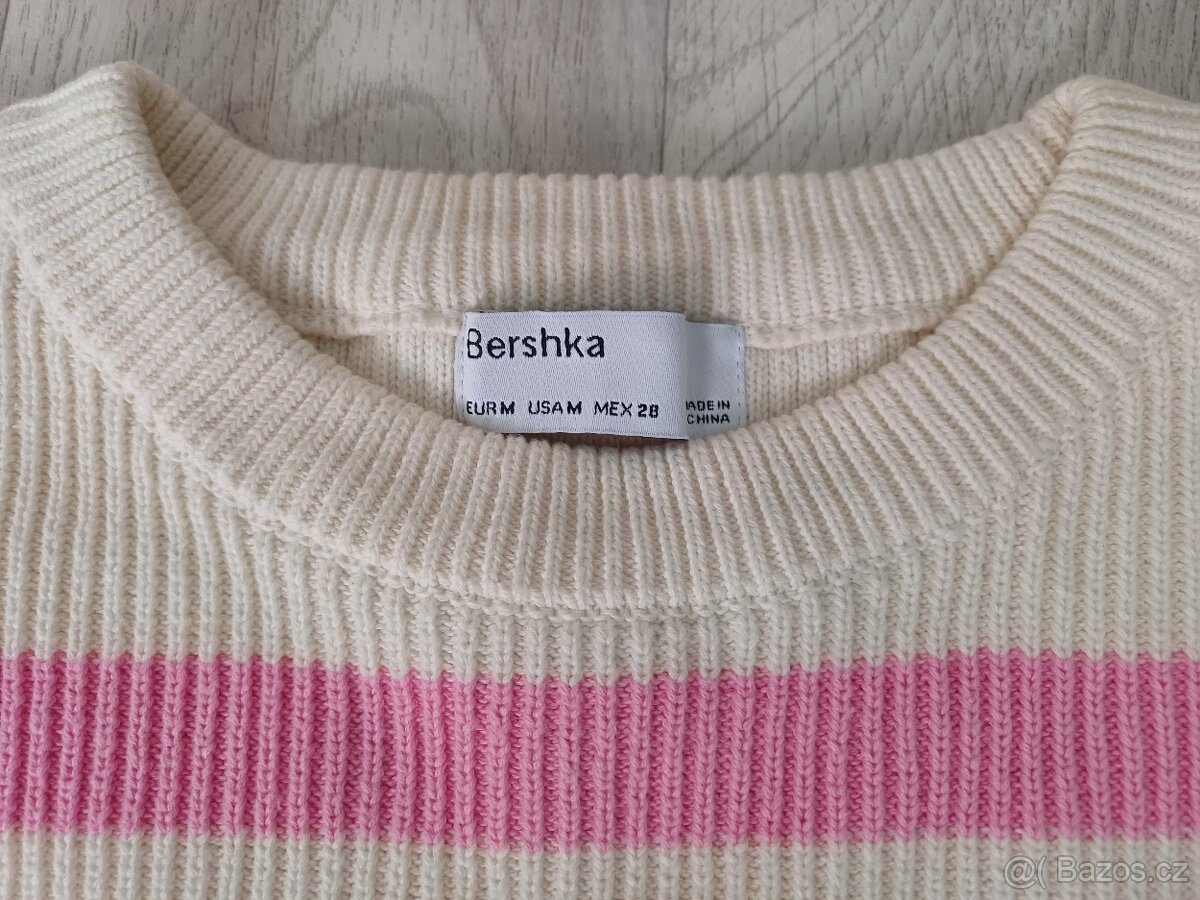 Bershka
EUR M USA M MEX 28
MADE IN
CHINA
@( Bazos.cz